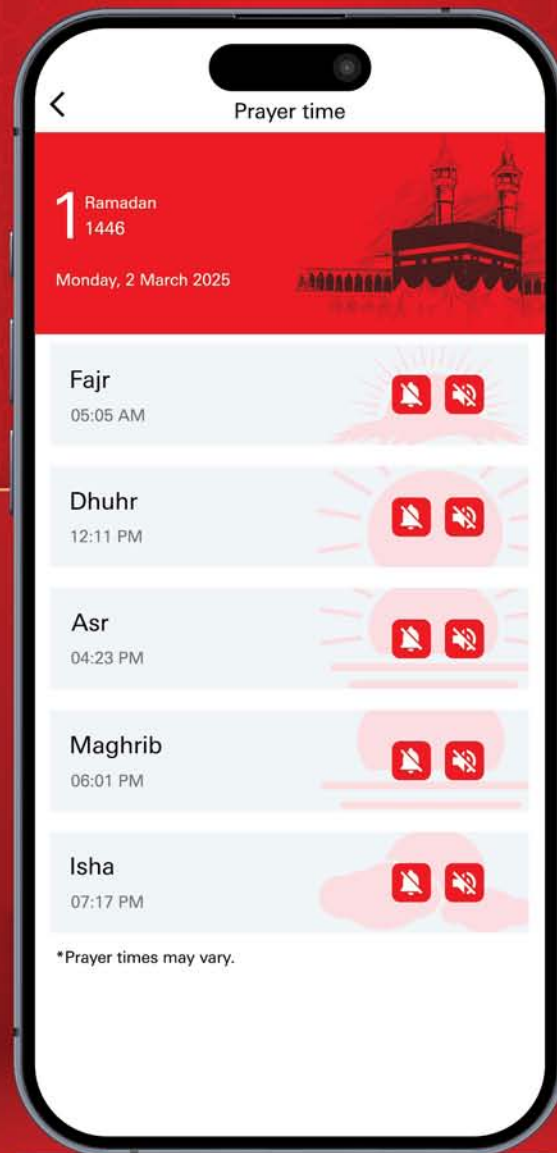 Prayer time
1 Ramadan
1446
Monday, 2 March 2025
Fajr
05:05 AM
Dhuhr
12:11 PM
Asr
04:23 PM
Maghrib
06:01 PM
Isha
07:17 PM
*Prayer times may vary.